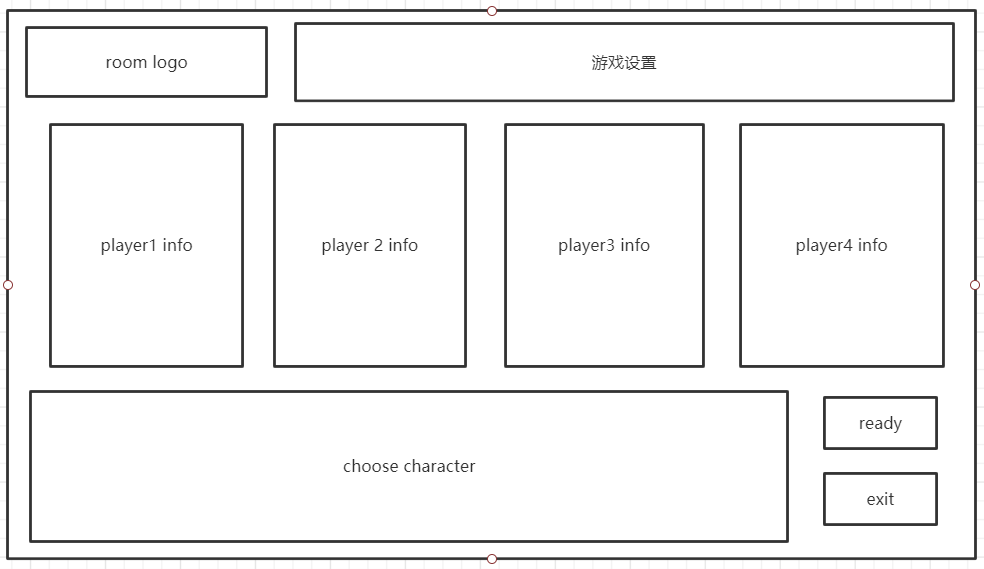 room logo
游戏设置
player1 info
player 2 info
player3 info
player4 info
choose character
ready
exit